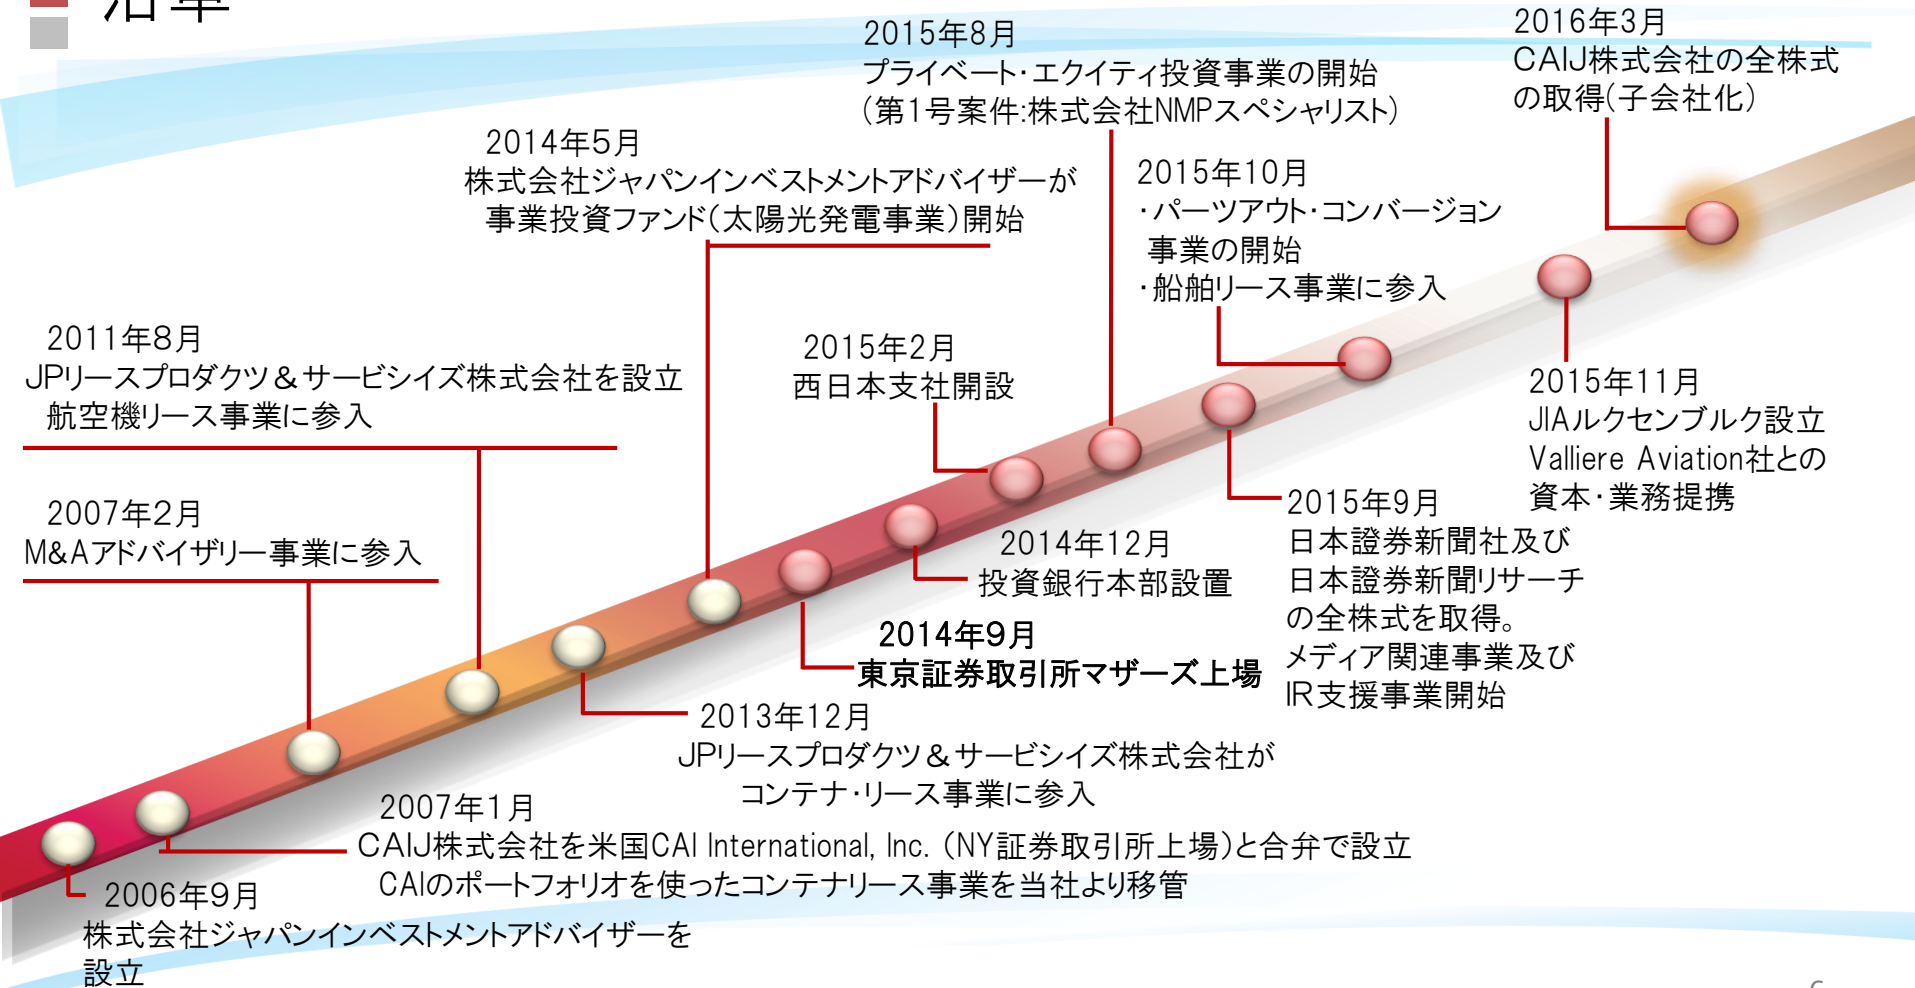 沿革
2015年8月
プライベート・エクイティ投資事業の開始
(第1号案件:株式会社NMPスペシャリスト)
2016年3月
CAIJ株式会社の全株式
の取得(子会社化)
2014年5月
株式会社ジャパンインベストメントアドバイザーが
事業投資ファンド(太陽光発電事業)開始
2015年10月
・パーツアウト・コンバージョン
事業の開始
・船舶リース事業に参入
2011年8月
JPリースプロダクツ&サービシイズ株式会社を設立
航空機リース事業に参入
2015年2月
西日本支社開設
2015年11月
JIAルクセンブルク設立
Valliere Aviation社との
資本・業務提携
2007年2月
M&Aアドバイザリー事業に参入
2014年12月
投資銀行本部設置
2015年9月
日本證券新聞社及び
日本證券新聞リサーチ
の全株式を取得。
メディア関連事業及び
IR支援事業開始
2014年9月
東京証券取引所マザーズ上場
2013年12月
JPリースプロダクツ&サービシイズ株式会社が
コンテナ・リース事業に参入
2007年1月
CAIJ株式会社を米国CAI International, Inc. (NY証券取引所上場)と合弁で設立
CAIのポートフォリオを使ったコンテナリース事業を当社より移管
2006年9月
株式会社ジャパンインベストメントアドバイザーを
設立